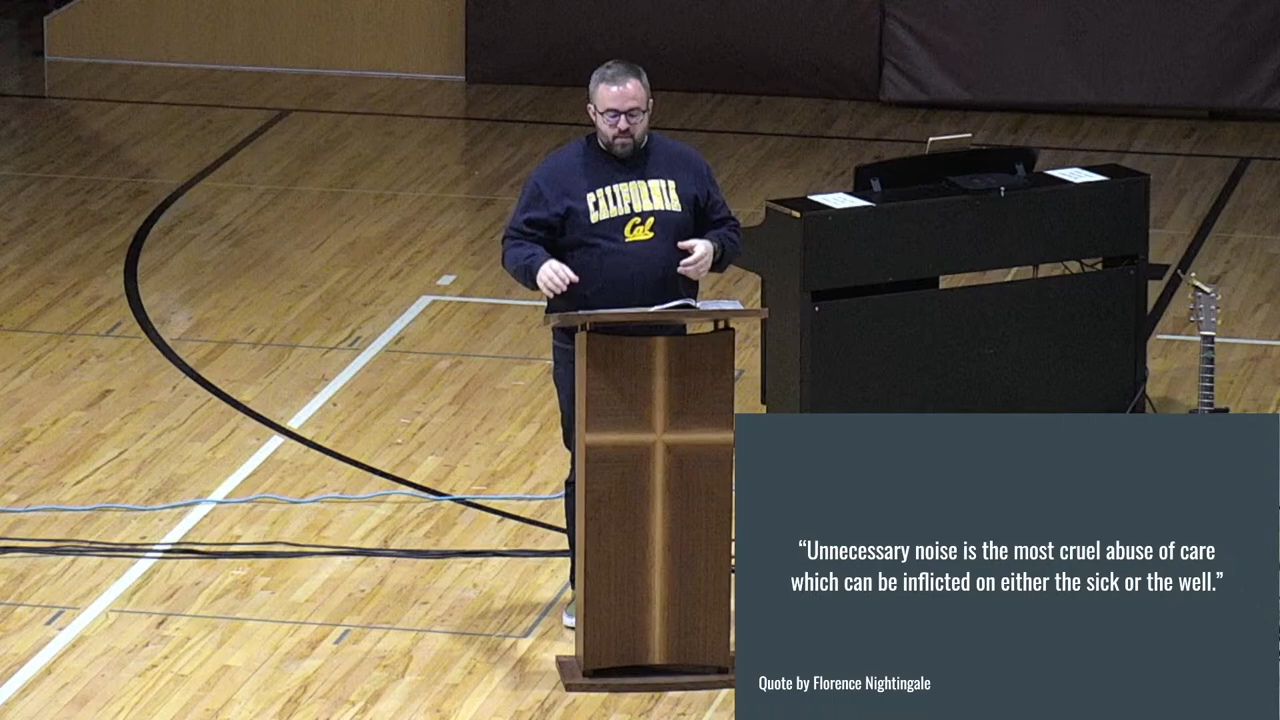 CALIFORNIA
Cal
“Unnecessary noise is the most cruel abuse of care
which can be inflicted on either the sick or the well.”
Quote by Florence Nightingale